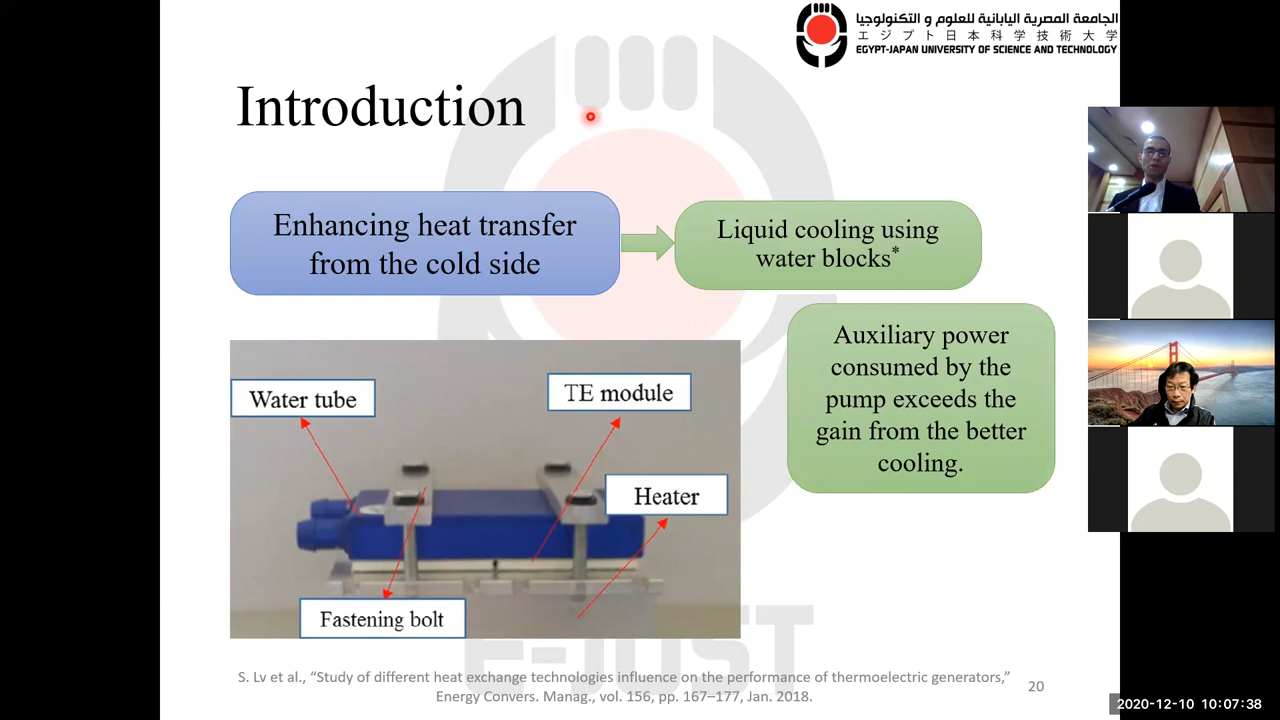 الجامعة المصرية اليابانية للعلوم و التكنولوجيا
エジプト日本科学技術大学
EGYPT-JAPAN UNIVERSITY OF SCIENCE AND TECHNOLOGY
Introduction
Enhancing heat transfer
from the cold side
Liquid cooling using
water blocks*
Auxiliary power
consumed by the
pump exceeds the
gain from the better
cooling.
Water tube
TE module
Heater
Fastening bolt
E-JUST
S. Lv et al., “Study of different heat exchange technologies influence on the performance of thermoelectric generators,”
Energy Convers. Manag., vol. 156, pp. 167–177, Jan. 2018.
20
2020-12-10 10:07:38